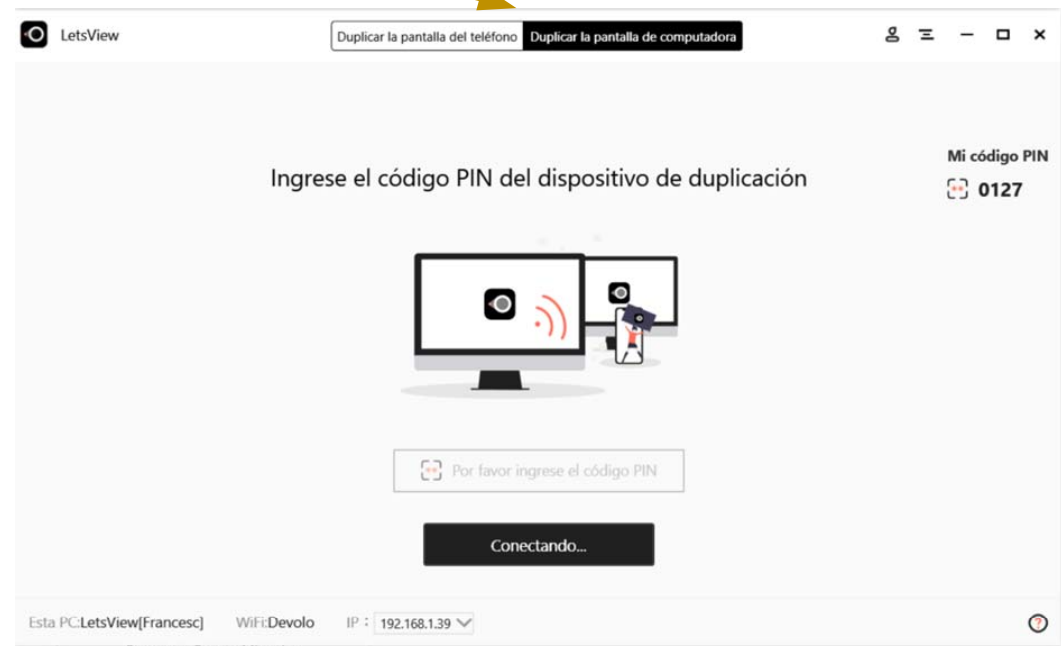 LetsView
Duplicar la pantalla del teléfono Duplicar la pantalla de computadora
Mi código PIN
0127
Ingrese el código PIN del dispositivo de duplicación
Por favor ingrese el código PIN
Conectando...
Esta PC:LetsView[Francesc] WiFi:Devolo IP : 192.168.1.39